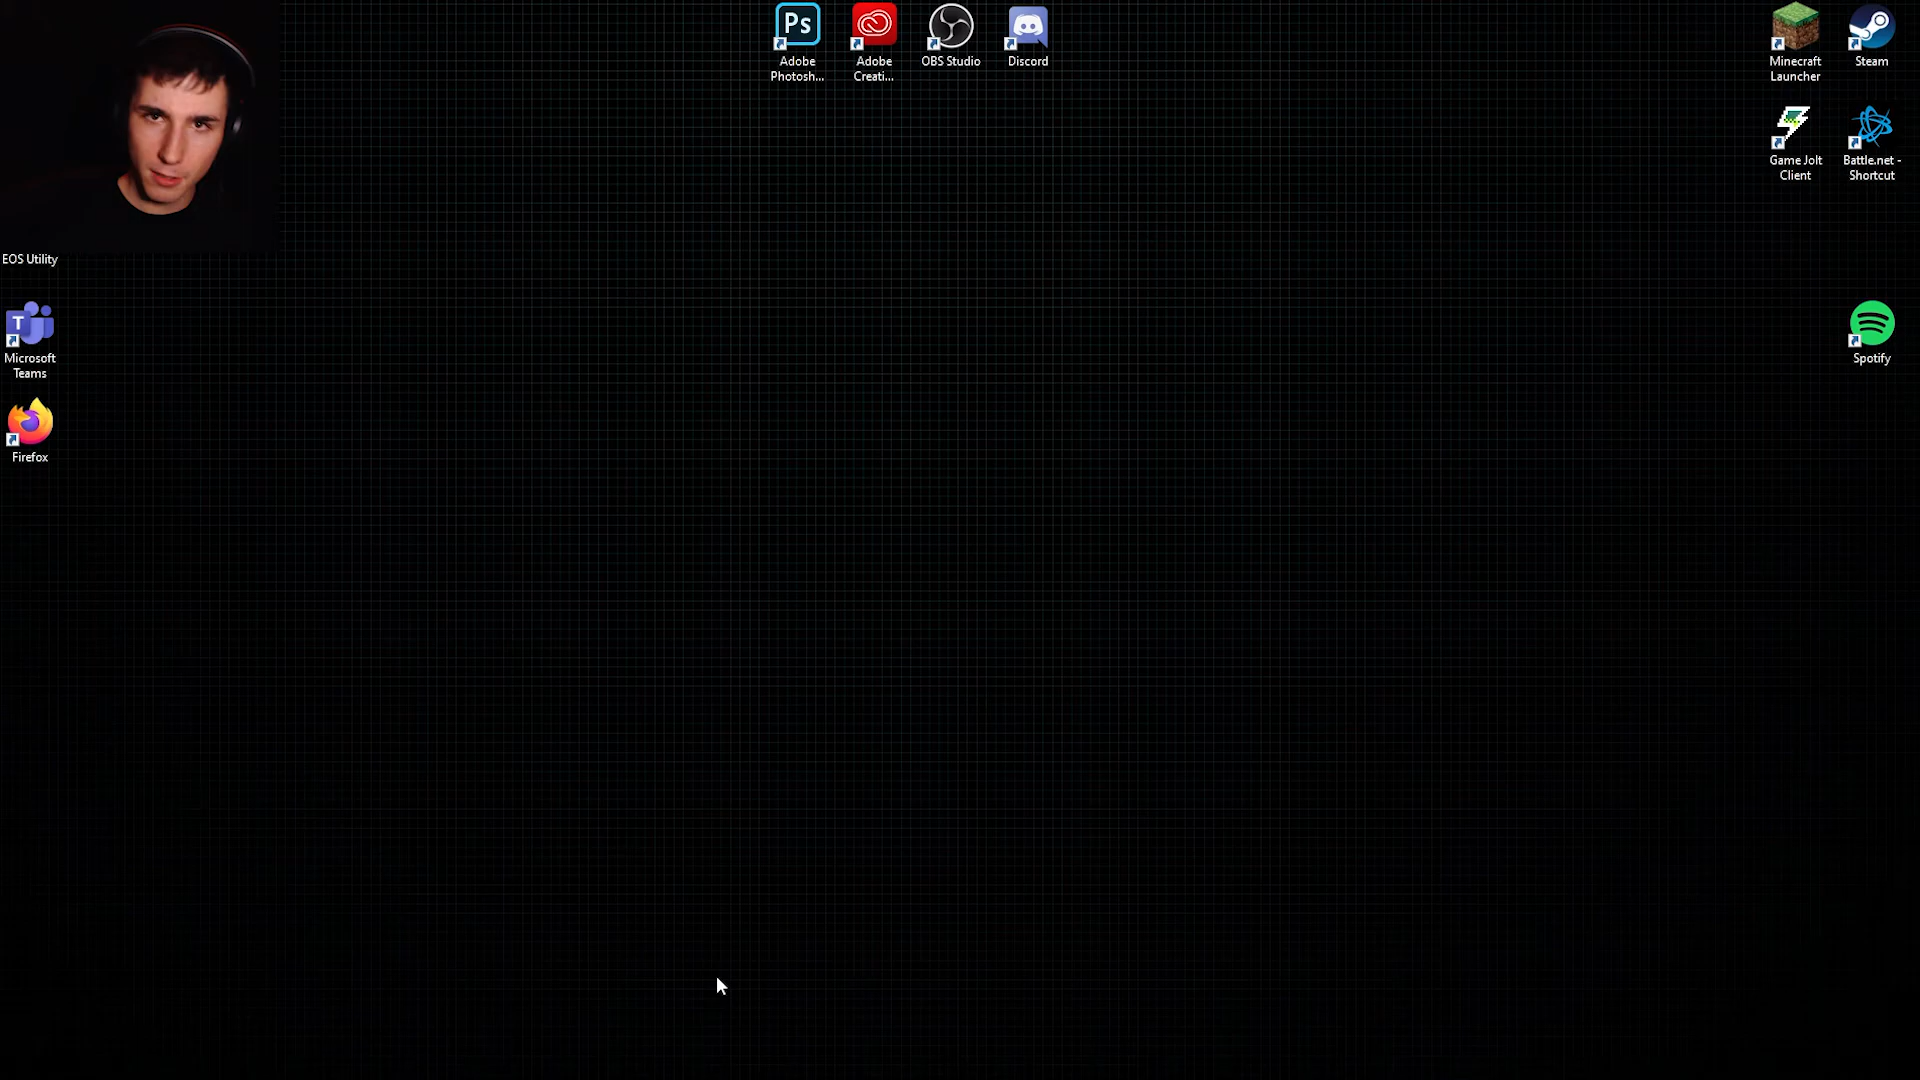 Ps
Adobe
Photosh...
Adobe
Creati...
OBS Studio
Discord
Minecraft
Launcher
Steam
Game Jolt
Client
Battle.net -
Shortcut
EOS Utility
T
Microsoft
Teams
Spotify
Firefox